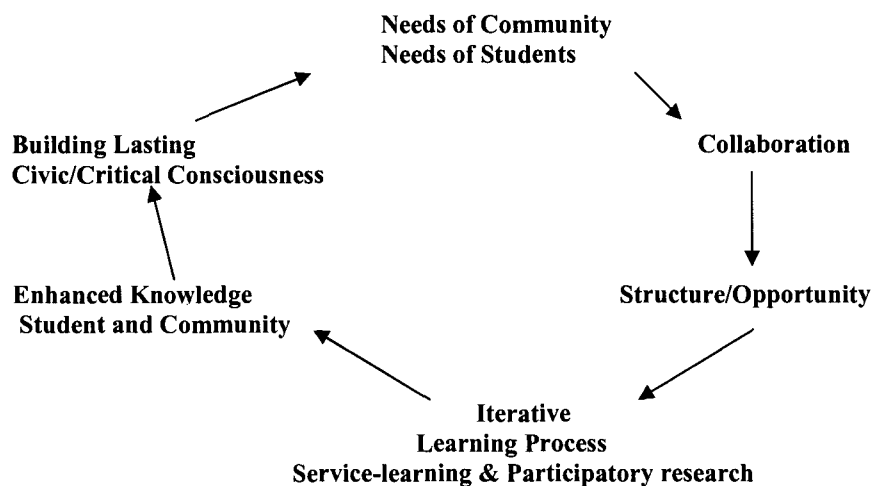 Needs of Community
Needs of Students
Collaboration
Structure/Opportunity
Iterative
Learning Process
Service-learning & Participatory research
Enhanced Knowledge
Student and Community
Building Lasting
Civic/Critical Consciousness